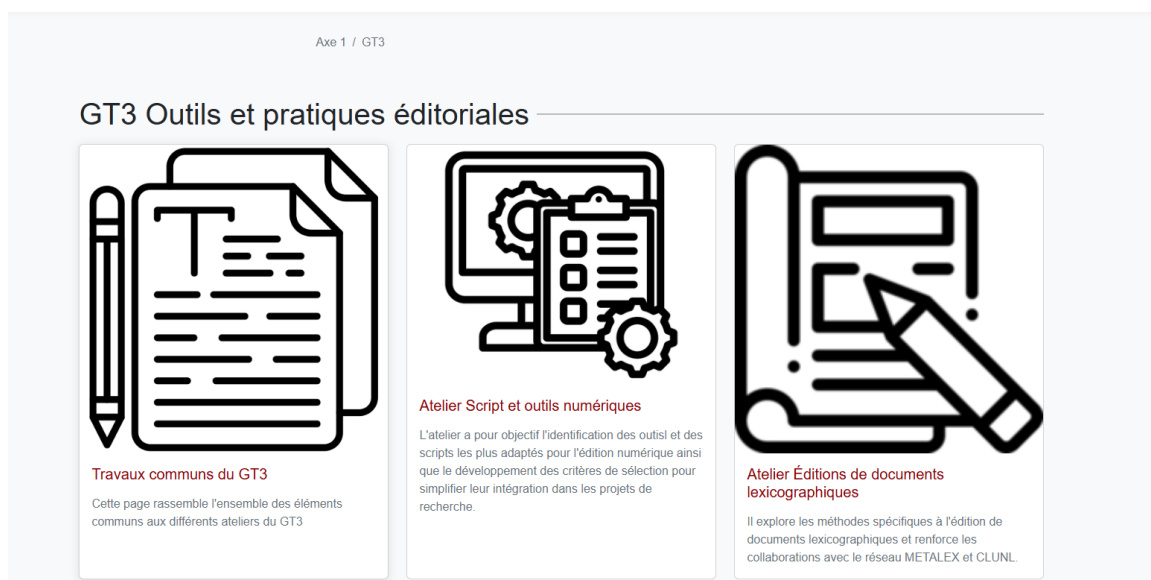 Axe 1 / GT3
GT3 Outils et pratiques éditoriales
Travaux communs du GT3
Cette page rassemble l'ensemble des éléments
communs aux différents ateliers du GT3
Atelier Script et outils numériques
L'atelier a pour objectif l'identification des outisl et des
scripts les plus adaptés pour l'édition numérique ainsi
que le développement des critères de sélection pour
simplifier leur intégration dans les projets de
recherche.
Atelier Éditions de documents
lexicographiques
Il explore les méthodes spécifiques à l'édition de
documents lexicographiques et renforce les
collaborations avec le réseau METALEX et CLUNL.